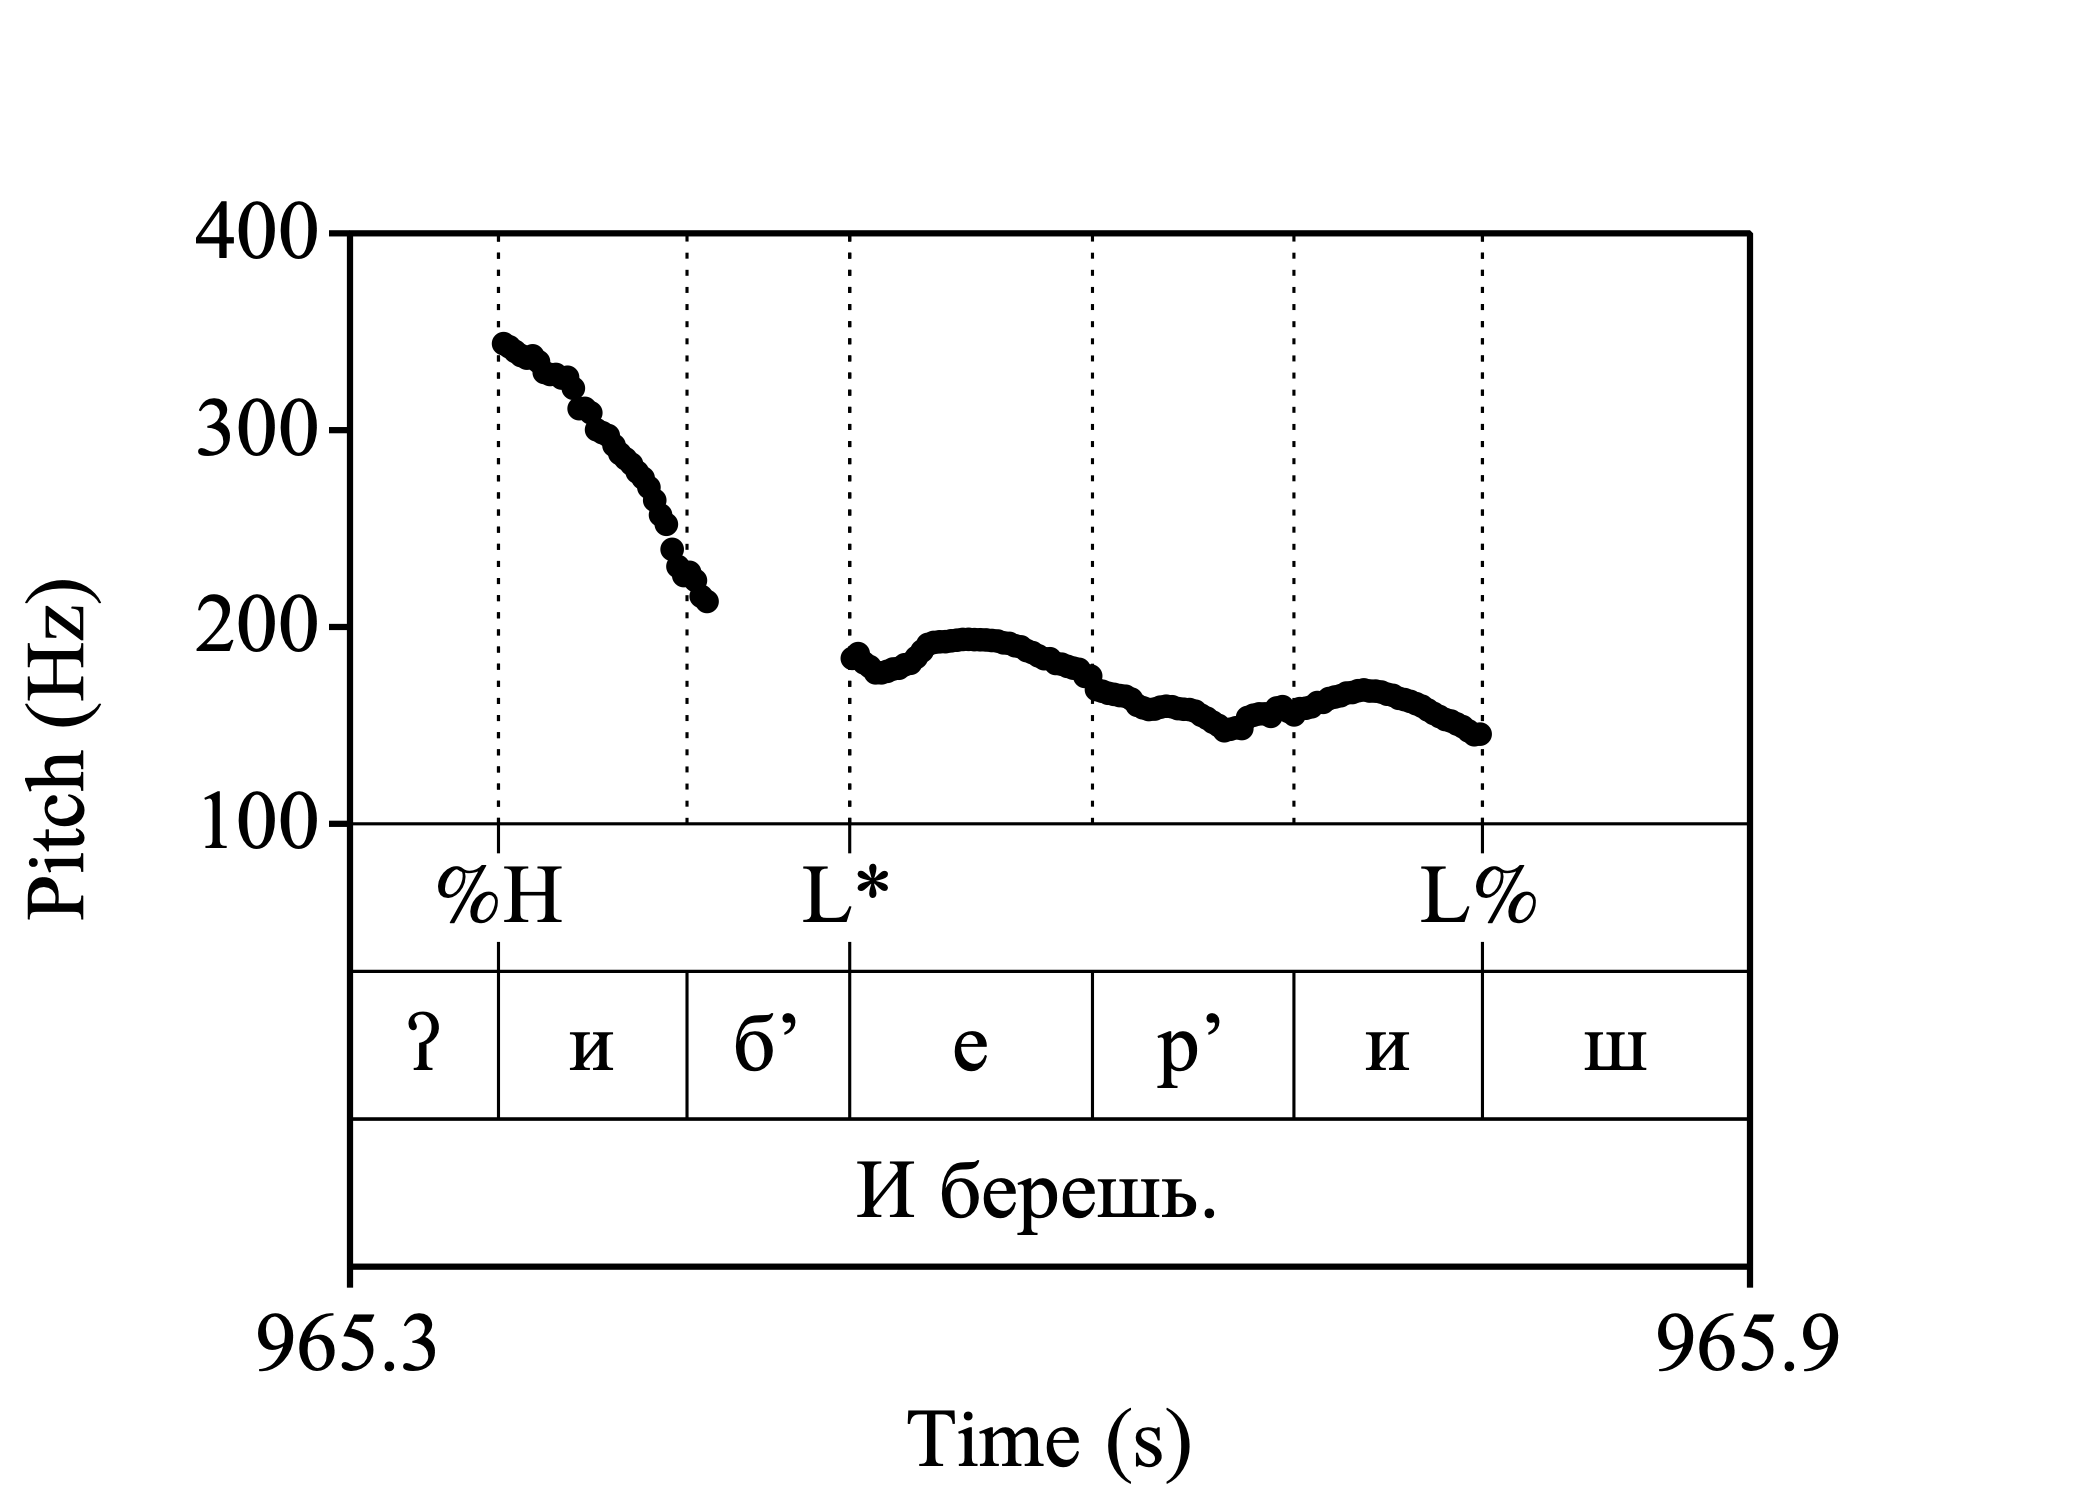 400
300
200
100
Pitch (Hz)
%H L* L%
ʔ и б’ е р’ и ш
И берешь.
965.3 965.9
Time (s)